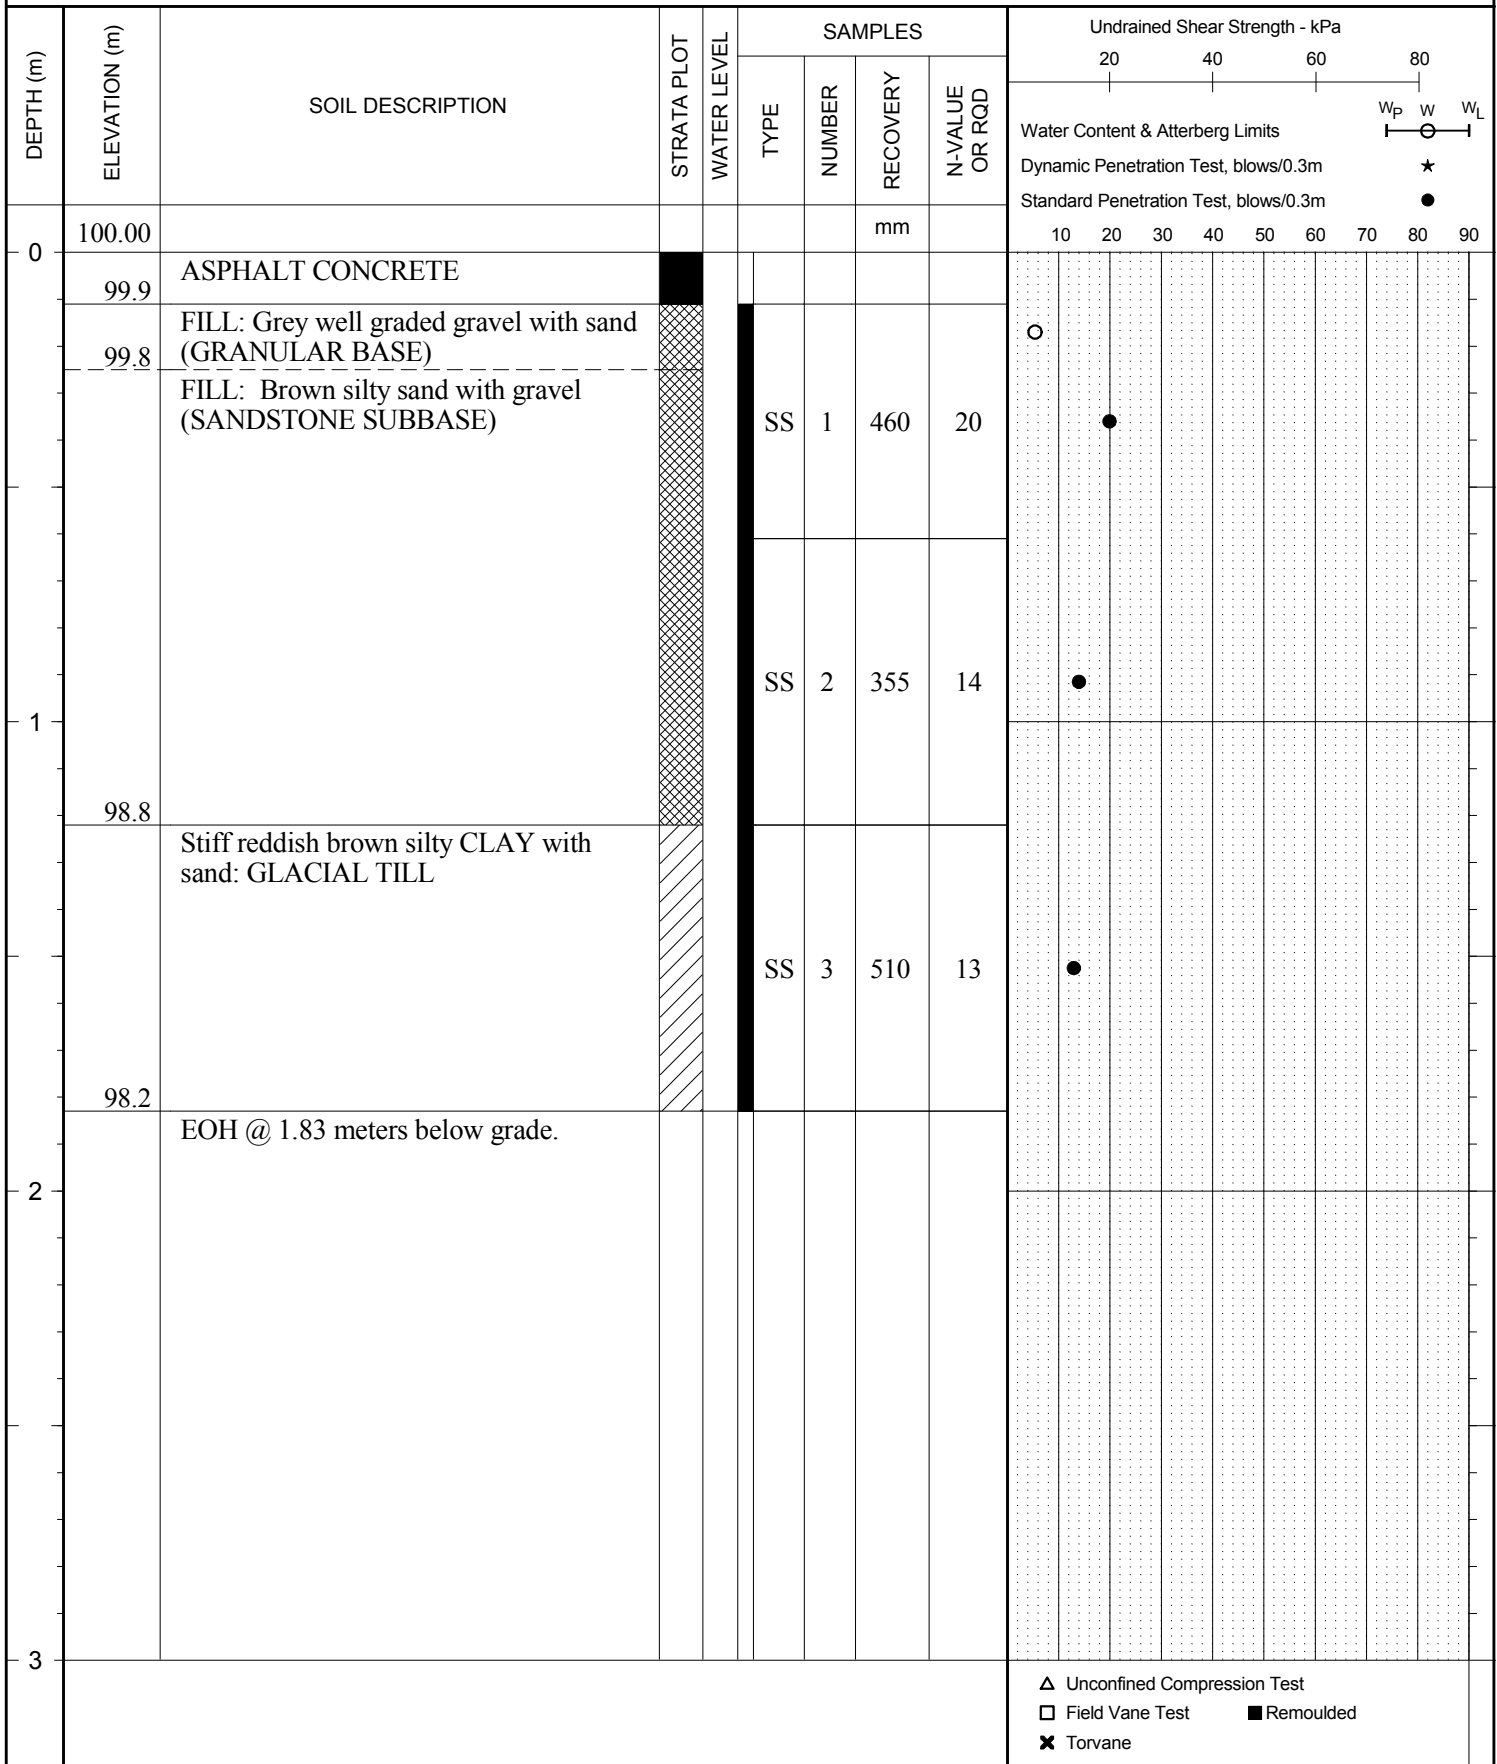 DEPTH (m)
ELEVATION (m)
SOIL DESCRIPTION
STRATA PLOT
WATER LEVEL
SAMPLES
TYPE
NUMBER
RECOVERY
N-VALUE
OR RQD
Undrained Shear Strength - kPa
20 40 60 80
WP W WL
Water Content & Atterberg Limits
Dynamic Penetration Test, blows/0.3m ★
Standard Penetration Test, blows/0.3m ●
100.00
mm
10 20 30 40 50 60 70 80 90
0
99.9
ASPHALT CONCRETE
FILL: Grey well graded gravel with sand
99.8
(GRANULAR BASE)
FILL: Brown silty sand with gravel
(SANDSTONE SUBBASE)
SS 1 460 20
SS 2 355 14
1
98.8
Stiff reddish brown silty CLAY with
sand: GLACIAL TILL
SS 3 510 13
98.2
EOH @ 1.83 meters below grade.
2
3
△ Unconfined Compression Test
□ Field Vane Test ■ Remoulded
✖ Torvane